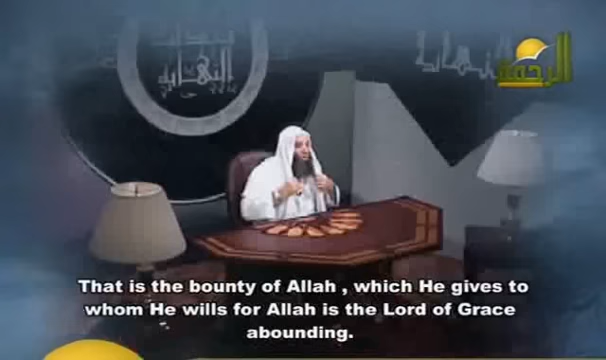 الرحمة
النهاية
That is the bounty of Allah , which He gives to
whom He wills for Allah is the Lord of Grace
abounding.